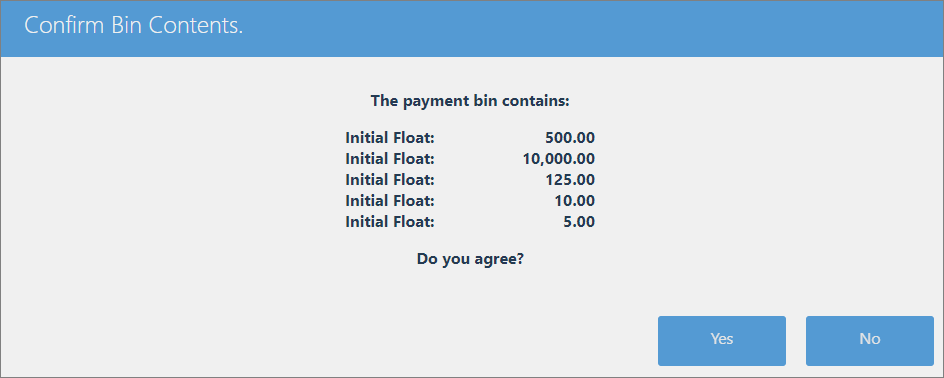 Confirm Bin Contents.
The payment bin contains:
Initial Float: 500.00
Initial Float: 10,000.00
Initial Float: 125.00
Initial Float: 10.00
Initial Float: 5.00
Do you agree?
Yes No